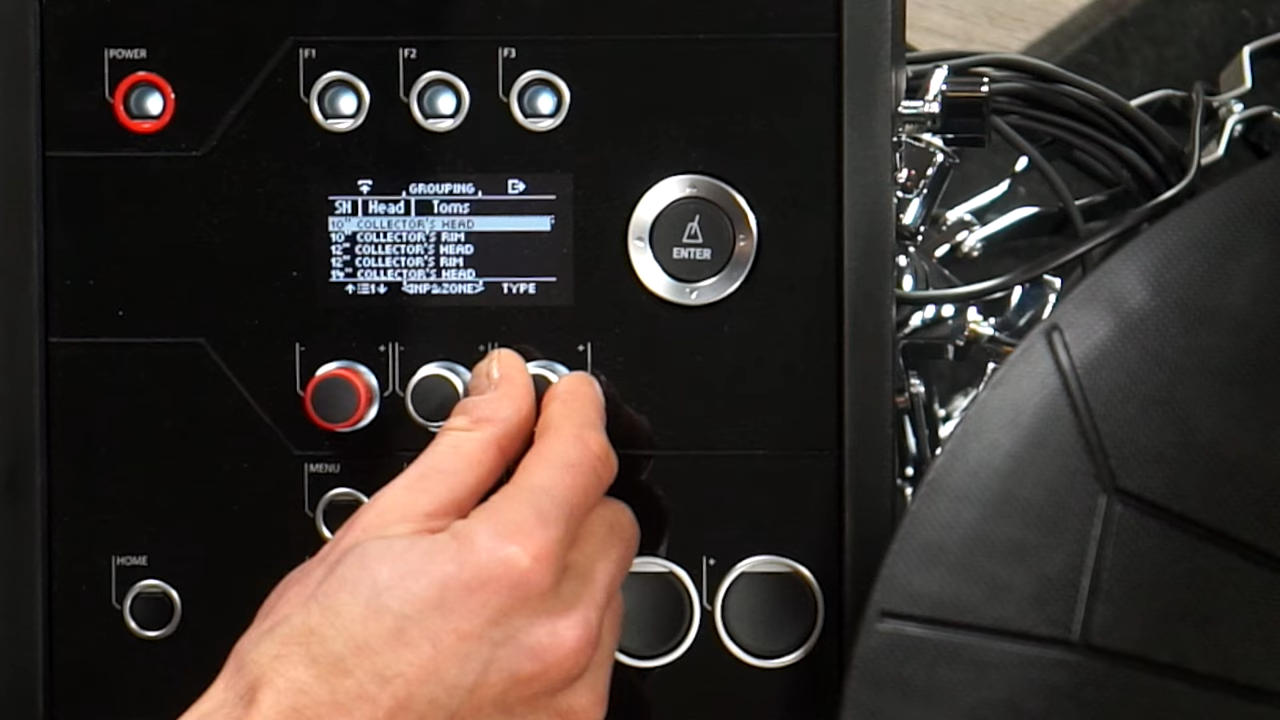 POWER
F1
F2
F3
GROUPING
SN Head Toms
10" COLLECTOR'S HEAD
10" COLLECTOR'S RIM
12" COLLECTOR'S HEAD
12" COLLECTOR'S RIM
14" COLLECTOR'S HEAD
<INP/ZONE> TYPE
ENTER
- +
- +
- +
MENU
HOME
+